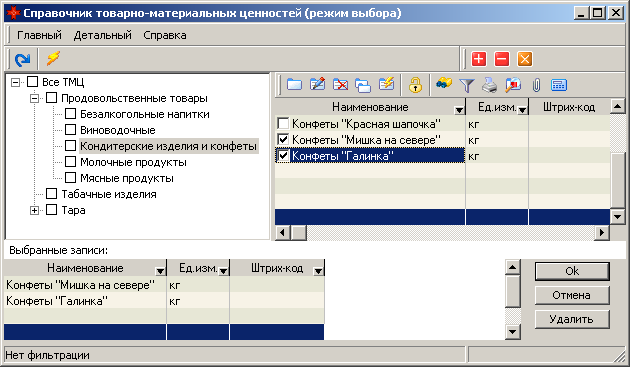 Справочник товарно-материальных ценностей (режим выбора)
Главный Детальный Справка
Все ТМЦ
Продовольственные товары
Безалкогольные напитки
Виноводочные
Кондитерские изделия и конфеты
Молочные продукты
Мясные продукты
Табачные изделия
Тара
Наименование Ед.изм. Штрих-код
Конфеты "Красная шапочка" кг
Конфеты "Мишка на севере" кг
Конфеты "Галинка" кг
Выбранные записи:
Наименование Ед.изм. Штрих-код
Конфеты "Мишка на севере" кг
Конфеты "Галинка" кг
Ok
Отмена
Удалить
Нет фильтрации